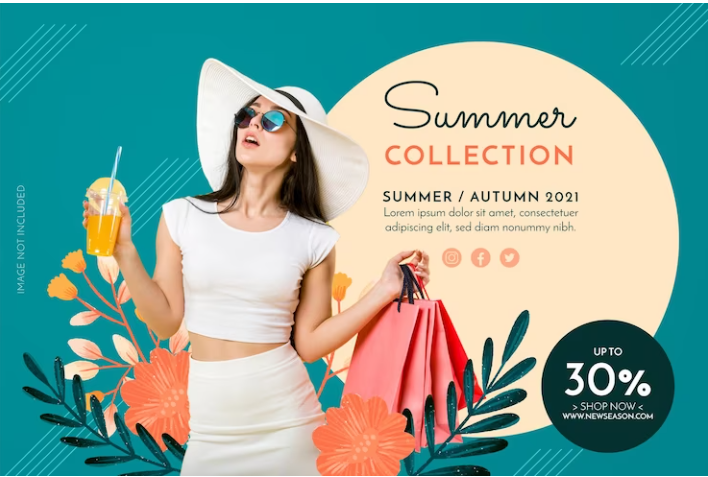 IMAGE NOT INCLUDED
Summer
COLLECTION
SUMMER / AUTUMN 2021
Lorem ipsum dolor sit amet, consectetuer
adipiscing elit, sed diam nonummy nibh.
UP TO
30%
> SHOP NOW <
WWW.NEWSEASON.COM